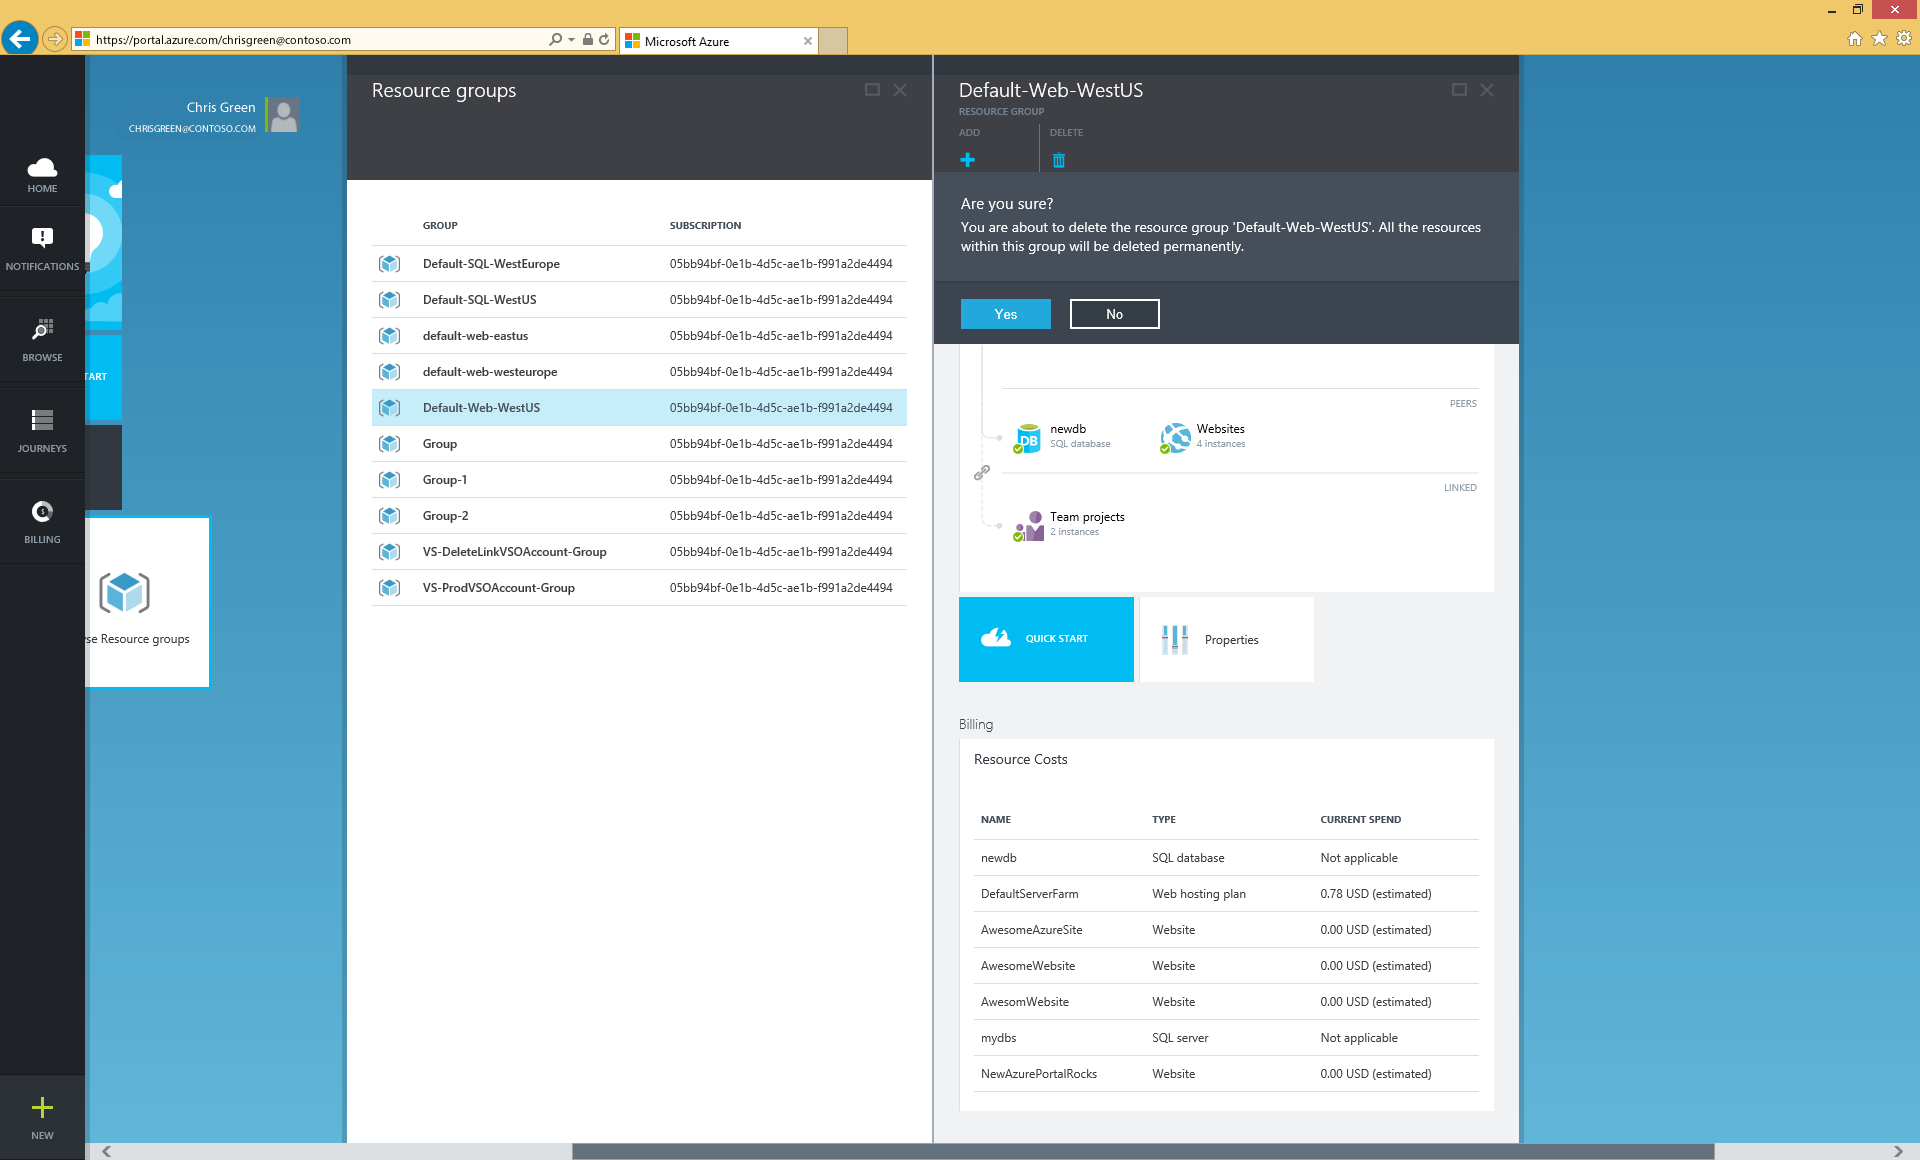 https://portal.azure.com/chrisgreen@contoso.com
Microsoft Azure
Chris Green
CHRISGREEN@CONTOSO.COM
HOME
NOTIFICATIONS
BROWSE
JOURNEYS
BILLING
NEW
TART
se Resource groups
Resource groups
GROUP SUBSCRIPTION
Default-SQL-WestEurope 05bb94bf-0e1b-4d5c-ae1b-f991a2de4494
Default-SQL-WestUS 05bb94bf-0e1b-4d5c-ae1b-f991a2de4494
default-web-eastus 05bb94bf-0e1b-4d5c-ae1b-f991a2de4494
default-web-westeurope 05bb94bf-0e1b-4d5c-ae1b-f991a2de4494
Default-Web-WestUS 05bb94bf-0e1b-4d5c-ae1b-f991a2de4494
Group 05bb94bf-0e1b-4d5c-ae1b-f991a2de4494
Group-1 05bb94bf-0e1b-4d5c-ae1b-f991a2de4494
Group-2 05bb94bf-0e1b-4d5c-ae1b-f991a2de4494
VS-DeleteLinkVSOAccount-Group 05bb94bf-0e1b-4d5c-ae1b-f991a2de4494
VS-ProdVSOAccount-Group 05bb94bf-0e1b-4d5c-ae1b-f991a2de4494
Default-Web-WestUS
RESOURCE GROUP
ADD DELETE
Are you sure?
You are about to delete the resource group 'Default-Web-WestUS'. All the resources
within this group will be deleted permanently.
Yes No
PEERS
newdb Websites
SQL database 4 instances
LINKED
Team projects
2 instances
QUICK START Properties
Billing
Resource Costs
NAME TYPE CURRENT SPEND
newdb SQL database Not applicable
DefaultServerFarm Web hosting plan 0.78 USD (estimated)
AwesomeAzureSite Website 0.00 USD (estimated)
AwesomeWebsite Website 0.00 USD (estimated)
AwesomWebsite Website 0.00 USD (estimated)
mydbs SQL server Not applicable
NewAzurePortalRocks Website 0.00 USD (estimated)